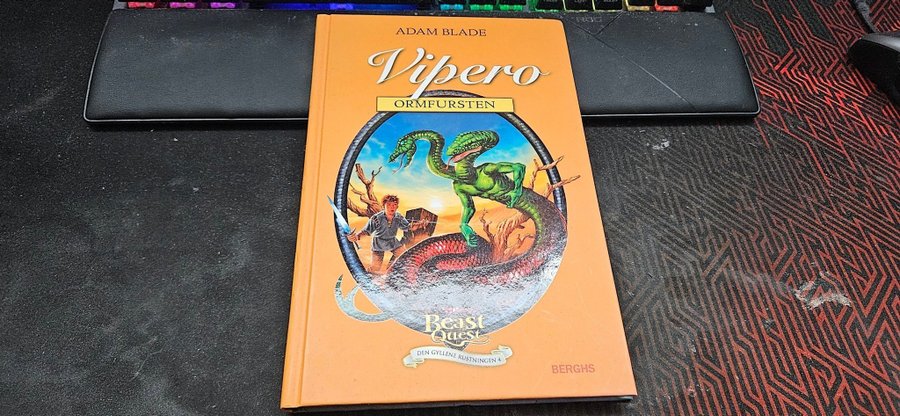 ADAM BLADE
Vipero
ORMFURSTEN
Beast
Quest
DEN GYLLENE RUSTNINGEN 4
BERGHS